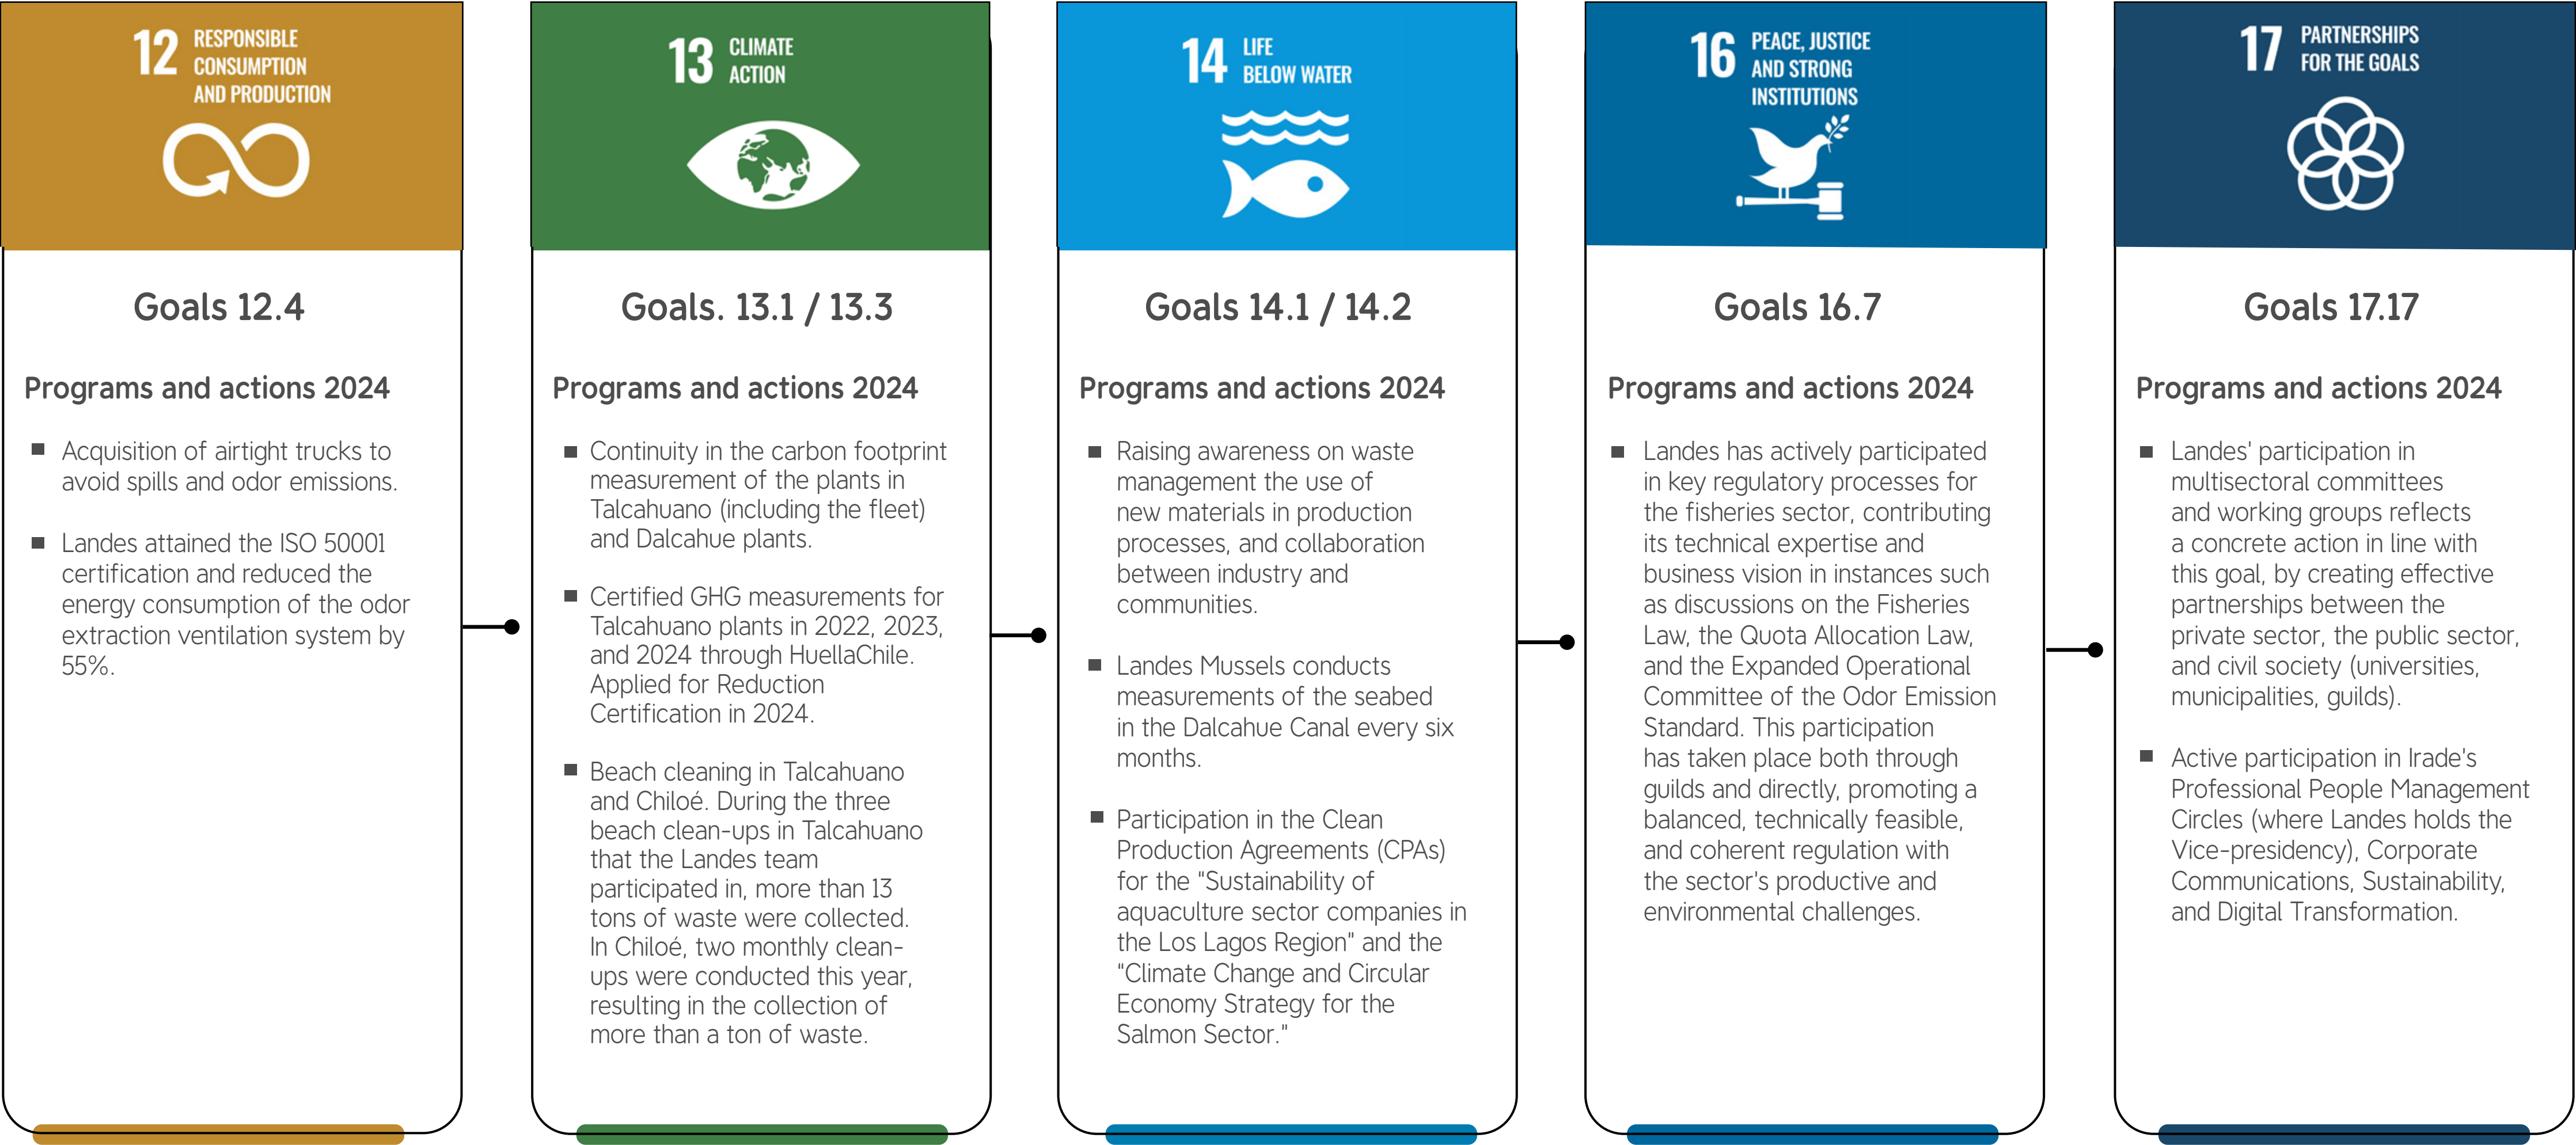 12 RESPONSIBLE
CONSUMPTION
AND PRODUCTION
Goals 12.4
Programs and actions 2024
■ Acquisition of airtight trucks to
avoid spills and odor emissions.
■ Landes attained the ISO 50001
certification and reduced the
energy consumption of the odor
extraction ventilation system by
55%.
13 CLIMATE
ACTION
Goals. 13.1 / 13.3
Programs and actions 2024
■ Continuity in the carbon footprint
measurement of the plants in
Talcahuano (including the fleet)
and Dalcahue plants.
■ Certified GHG measurements for
Talcahuano plants in 2022, 2023,
and 2024 through HuellaChile.
Applied for Reduction
Certification in 2024.
■ Beach cleaning in Talcahuano
and Chiloé. During the three
beach clean-ups in Talcahuano
that the Landes team
participated in, more than 13
tons of waste were collected.
In Chiloé, two monthly clean-
ups were conducted this year,
resulting in the collection of
more than a ton of waste.
14 LIFE
BELOW WATER
Goals 14.1 / 14.2
Programs and actions 2024
■ Raising awareness on waste
management the use of
new materials in production
processes, and collaboration
between industry and
communities.
■ Landes Mussels conducts
measurements of the seabed
in the Dalcahue Canal every six
months.
■ Participation in the Clean
Production Agreements (CPAs)
for the "Sustainability of
aquaculture sector companies in
the Los Lagos Region" and the
"Climate Change and Circular
Economy Strategy for the
Salmon Sector."
16 PEACE, JUSTICE
AND STRONG
INSTITUTIONS
Goals 16.7
Programs and actions 2024
■ Landes has actively participated
in key regulatory processes for
the fisheries sector, contributing
its technical expertise and
business vision in instances such
as discussions on the Fisheries
Law, the Quota Allocation Law,
and the Expanded Operational
Committee of the Odor Emission
Standard. This participation
has taken place both through
guilds and directly, promoting a
balanced, technically feasible,
and coherent regulation with
the sector's productive and
environmental challenges.
17 PARTNERSHIPS
FOR THE GOALS
Goals 17.17
Programs and actions 2024
■ Landes' participation in
multisectoral committees
and working groups reflects
a concrete action in line with
this goal, by creating effective
partnerships between the
private sector, the public sector,
and civil society (universities,
municipalities, guilds).
■ Active participation in Irade's
Professional People Management
Circles (where Landes holds the
Vice-presidency), Corporate
Communications, Sustainability,
and Digital Transformation.